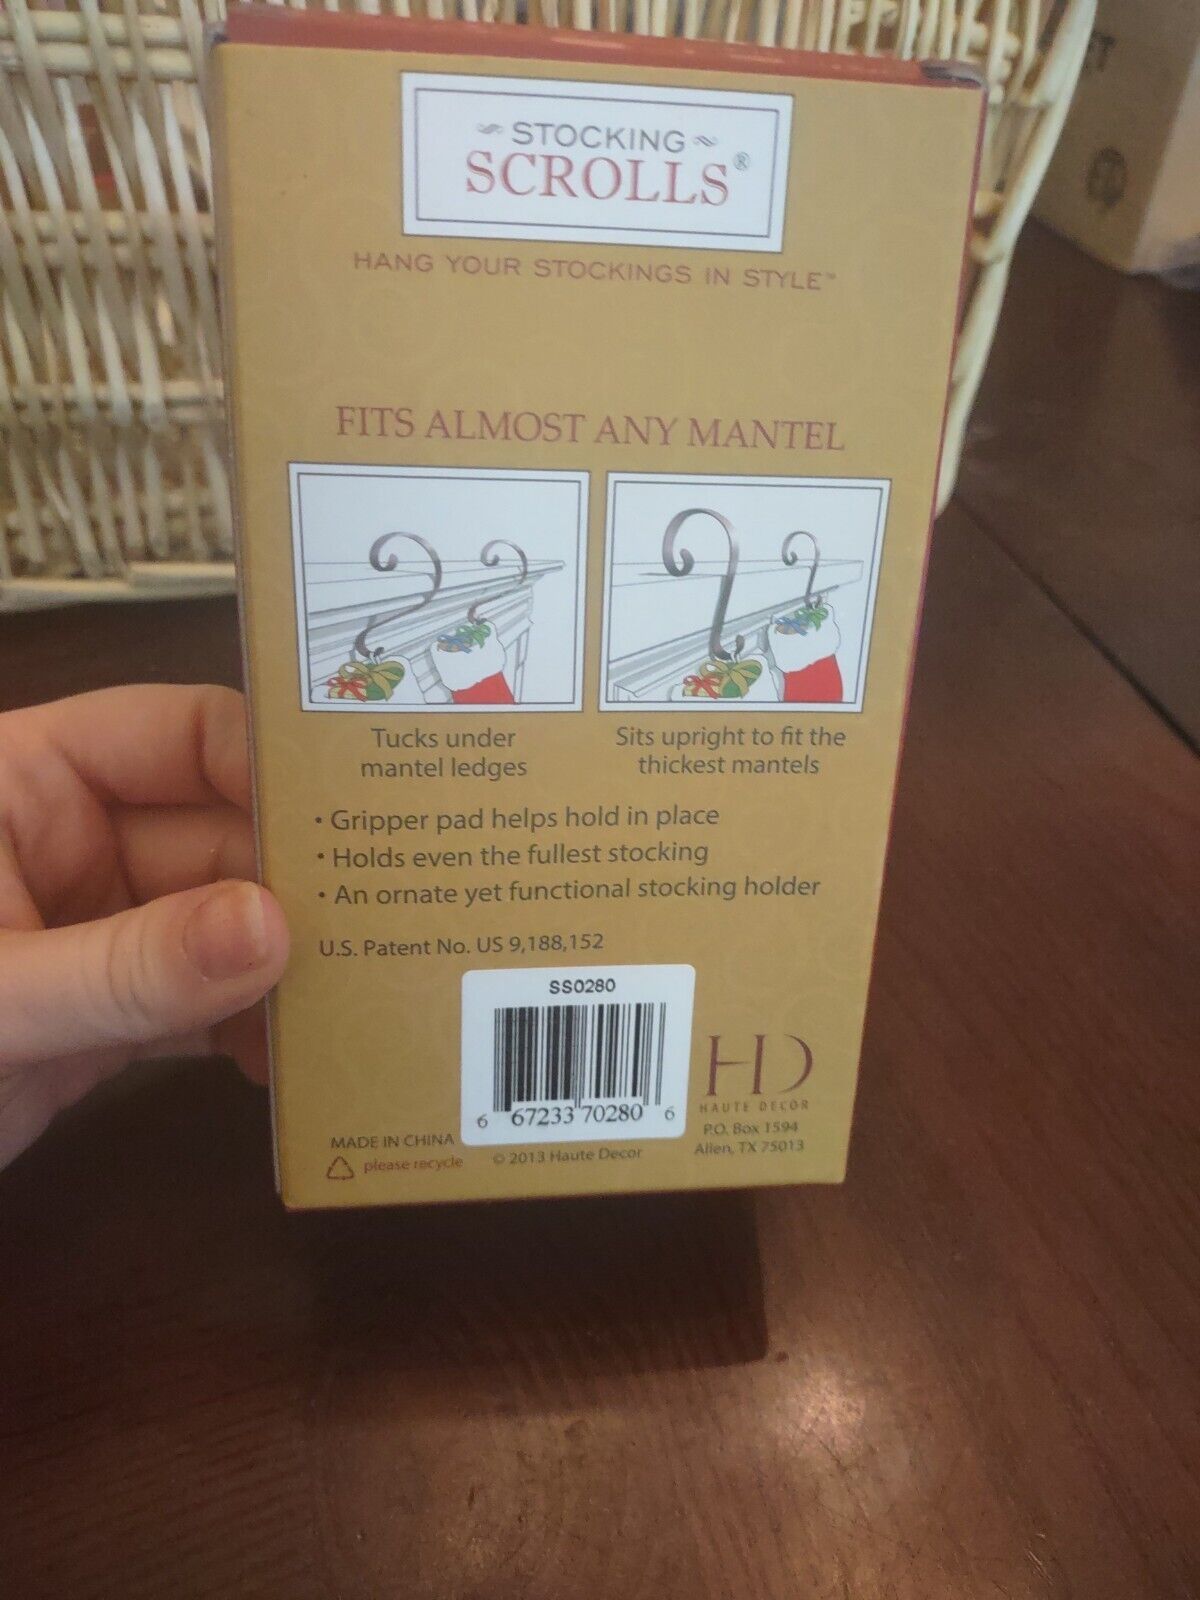 STOCKING
SCROLLS®
HANG YOUR STOCKINGS IN STYLE™
FITS ALMOST ANY MANTEL
Tucks under
mantel ledges
Sits upright to fit the
thickest mantels
• Gripper pad helps hold in place
• Holds even the fullest stocking
• An ornate yet functional stocking holder
U.S. Patent No. US 9,188,152
SS0280
6 67233 70280 6
HD
HAUTE DECOR
P.O. Box 1594
Allen, TX 75013
MADE IN CHINA
please recycle
© 2013 Haute Decor